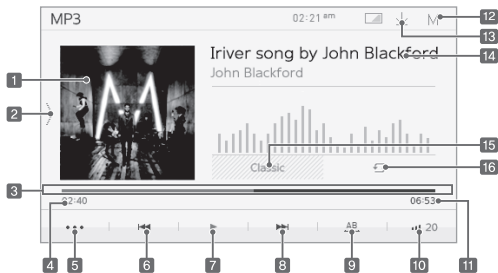 MP3 02:21 am M 12
13
Iriver song by John Blackford 14
John Blackford
1
2
Classic 15
16
3
02:40 06:53
AB 20
4 5 6 7 8 9 10 11